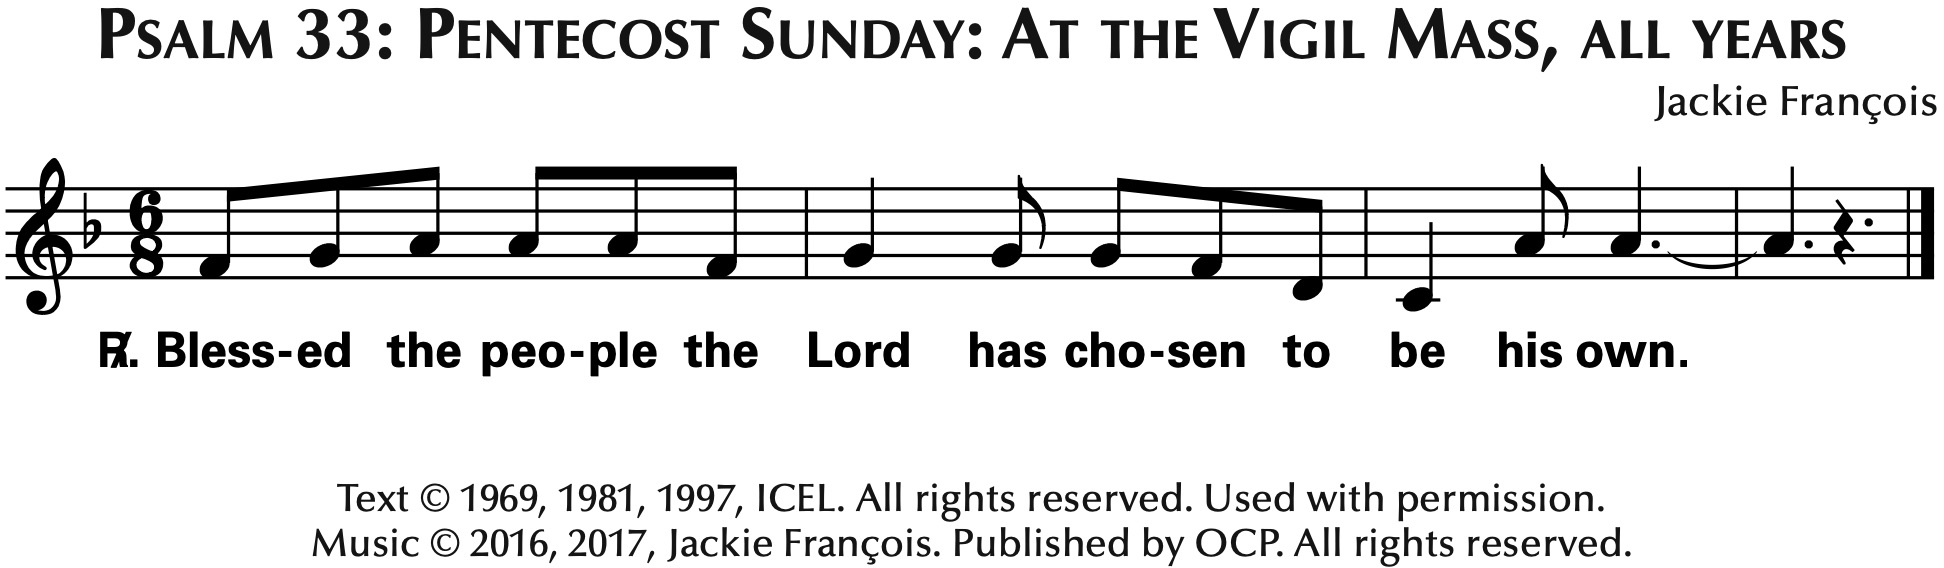 PSALM 33: PENTECOST SUNDAY: AT THE VIGIL MASS, ALL YEARS
Jackie François
6
8
℟. Bless-ed the peo-ple the Lord has cho-sen to be his own.
Text © 1969, 1981, 1997, ICEL. All rights reserved. Used with permission.
Music © 2016, 2017, Jackie François. Published by OCP. All rights reserved.